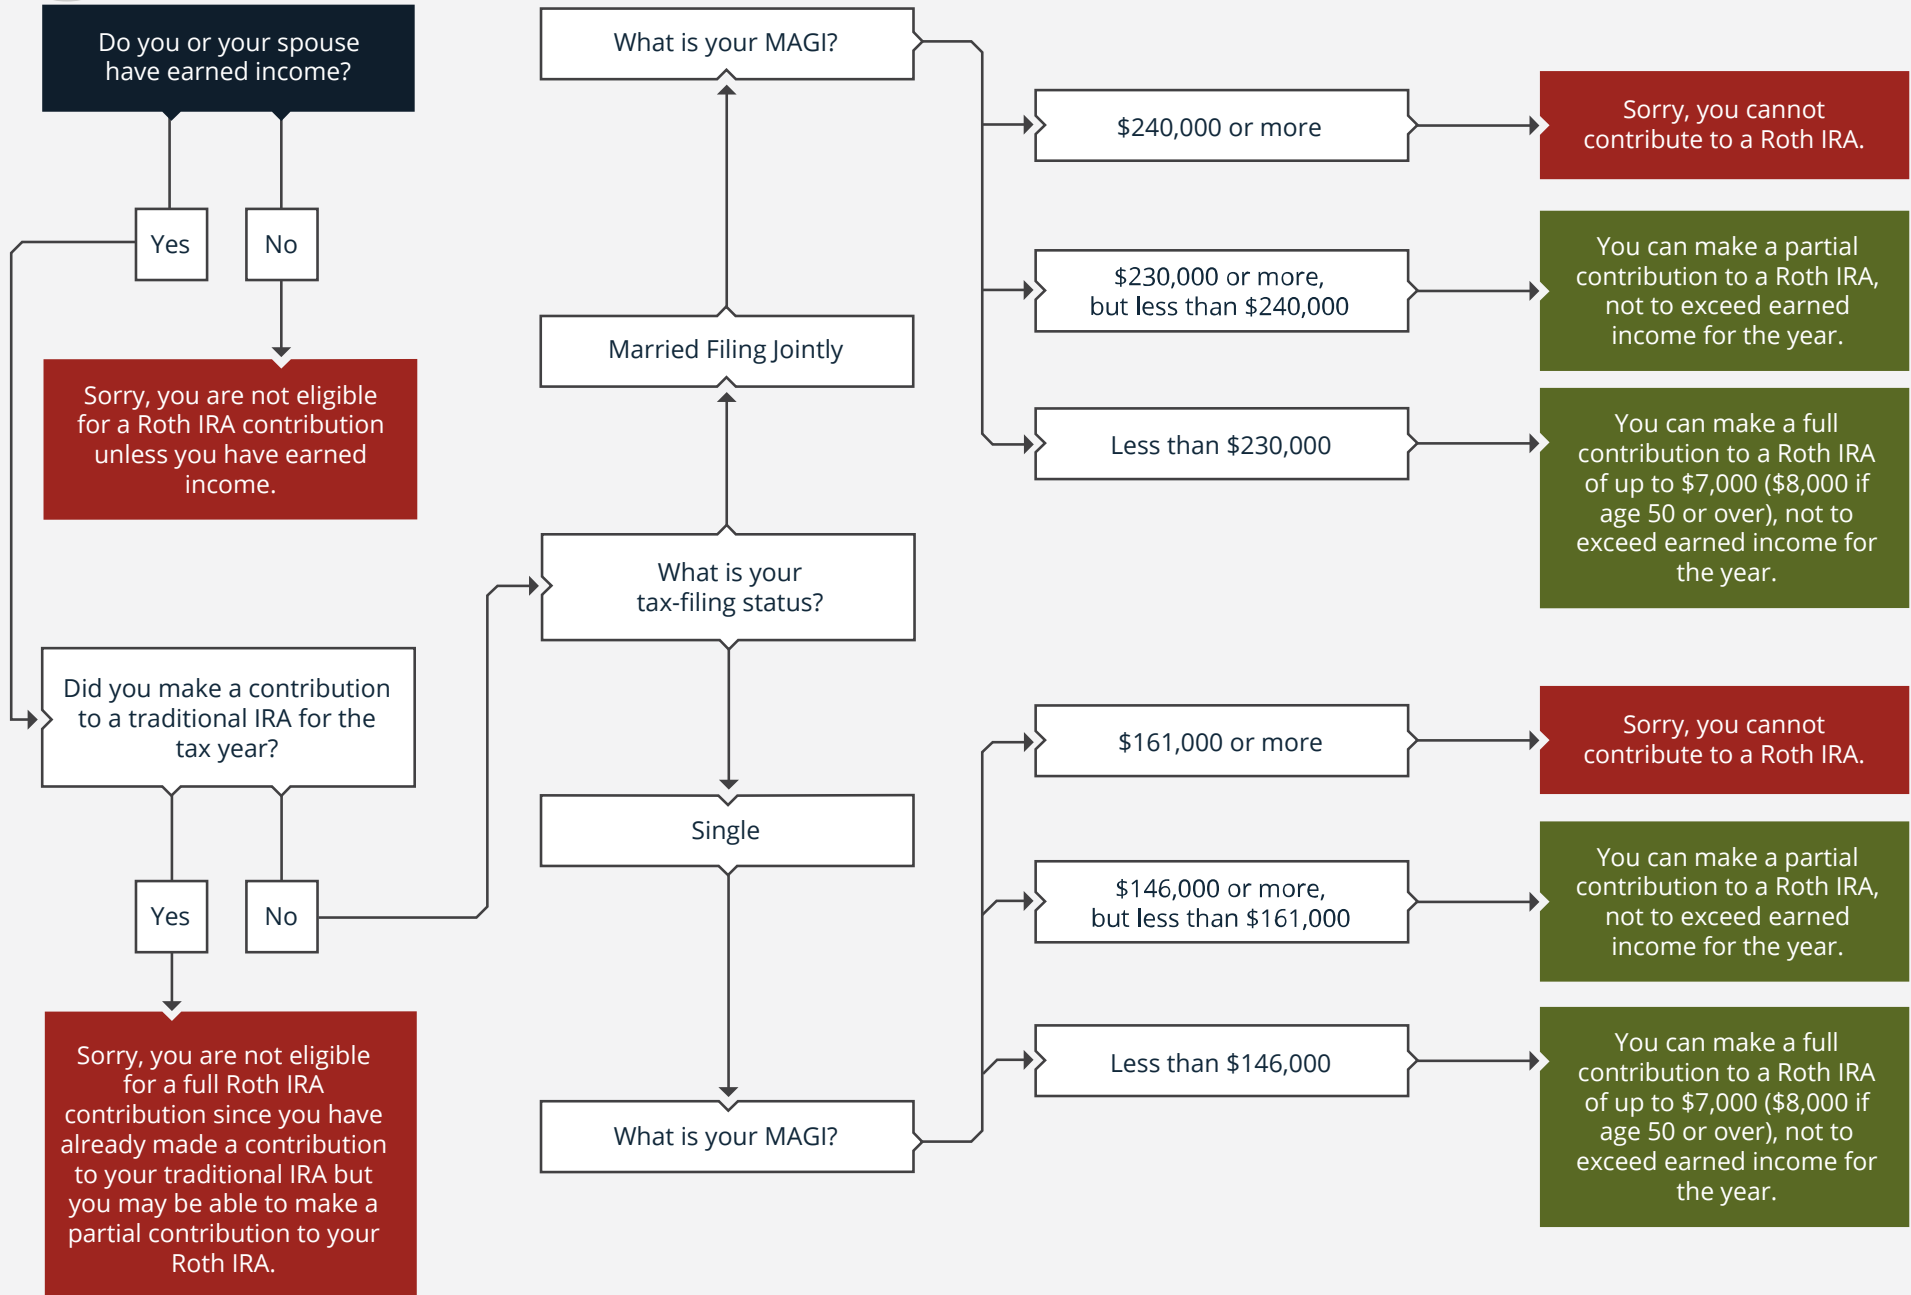 Do you or your spouse
have earned income?
Yes
No
Sorry, you are not eligible
for a Roth IRA contribution
unless you have earned
income.
Did you make a contribution
to a traditional IRA for the
tax year?
Yes
No
Sorry, you are not eligible
for a full Roth IRA
contribution since you have
already made a contribution
to your traditional IRA but
you may be able to make a
partial contribution to your
Roth IRA.
What is your
tax-filing status?
Married Filing Jointly
What is your MAGI?
$240,000 or more
Sorry, you cannot
contribute to a Roth IRA.
$230,000 or more,
but less than $240,000
You can make a partial
contribution to a Roth IRA,
not to exceed earned
income for the year.
Less than $230,000
You can make a full
contribution to a Roth IRA
of up to $7,000 ($8,000 if
age 50 or over), not to
exceed earned income for
the year.
Single
What is your MAGI?
$161,000 or more
Sorry, you cannot
contribute to a Roth IRA.
$146,000 or more,
but less than $161,000
You can make a partial
contribution to a Roth IRA,
not to exceed earned
income for the year.
Less than $146,000
You can make a full
contribution to a Roth IRA
of up to $7,000 ($8,000 if
age 50 or over), not to
exceed earned income for
the year.